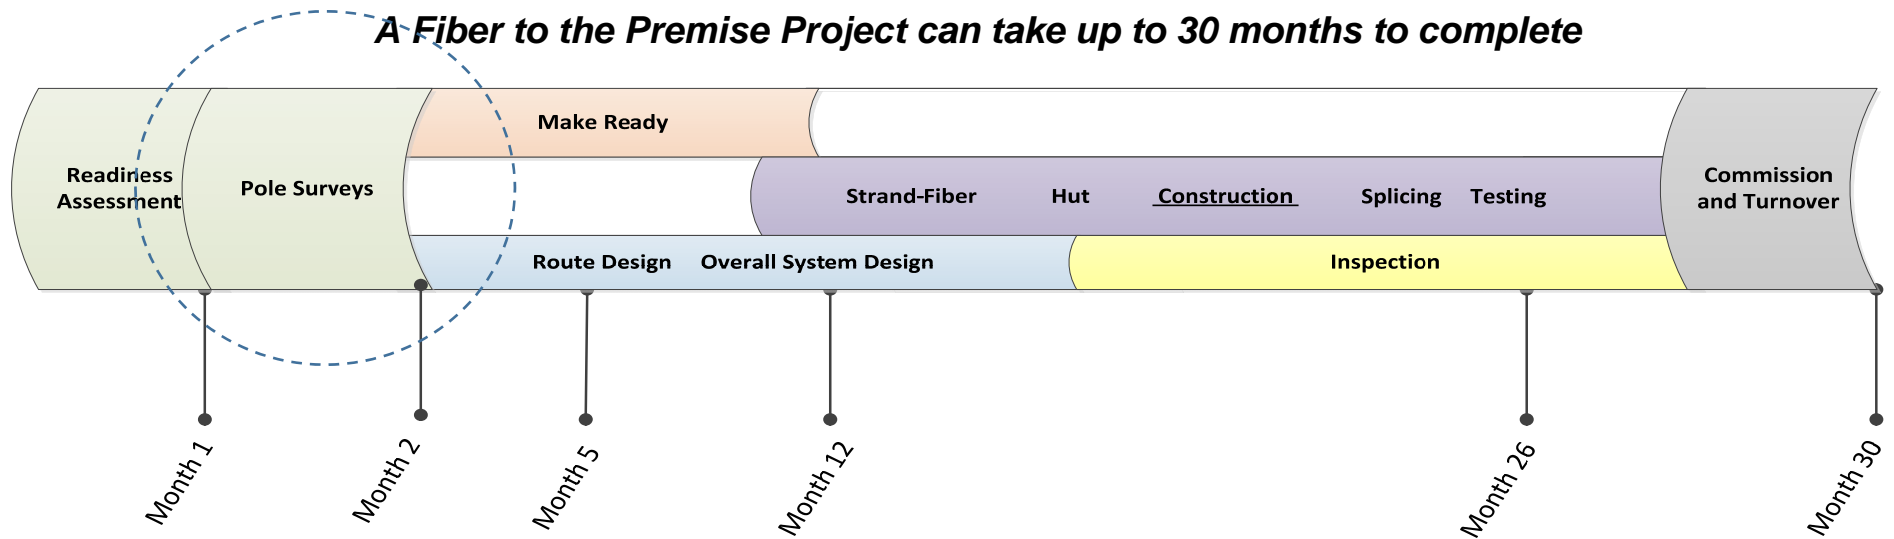 A Fiber to the Premise Project can take up to 30 months to complete
Make Ready
Readiness
Assessment
Pole Surveys
Strand-Fiber Hut Construction Splicing Testing
Commission
and Turnover
Route Design Overall System Design
Inspection
Month 1
Month 2
Month 5
Month 12
Month 26
Month 30